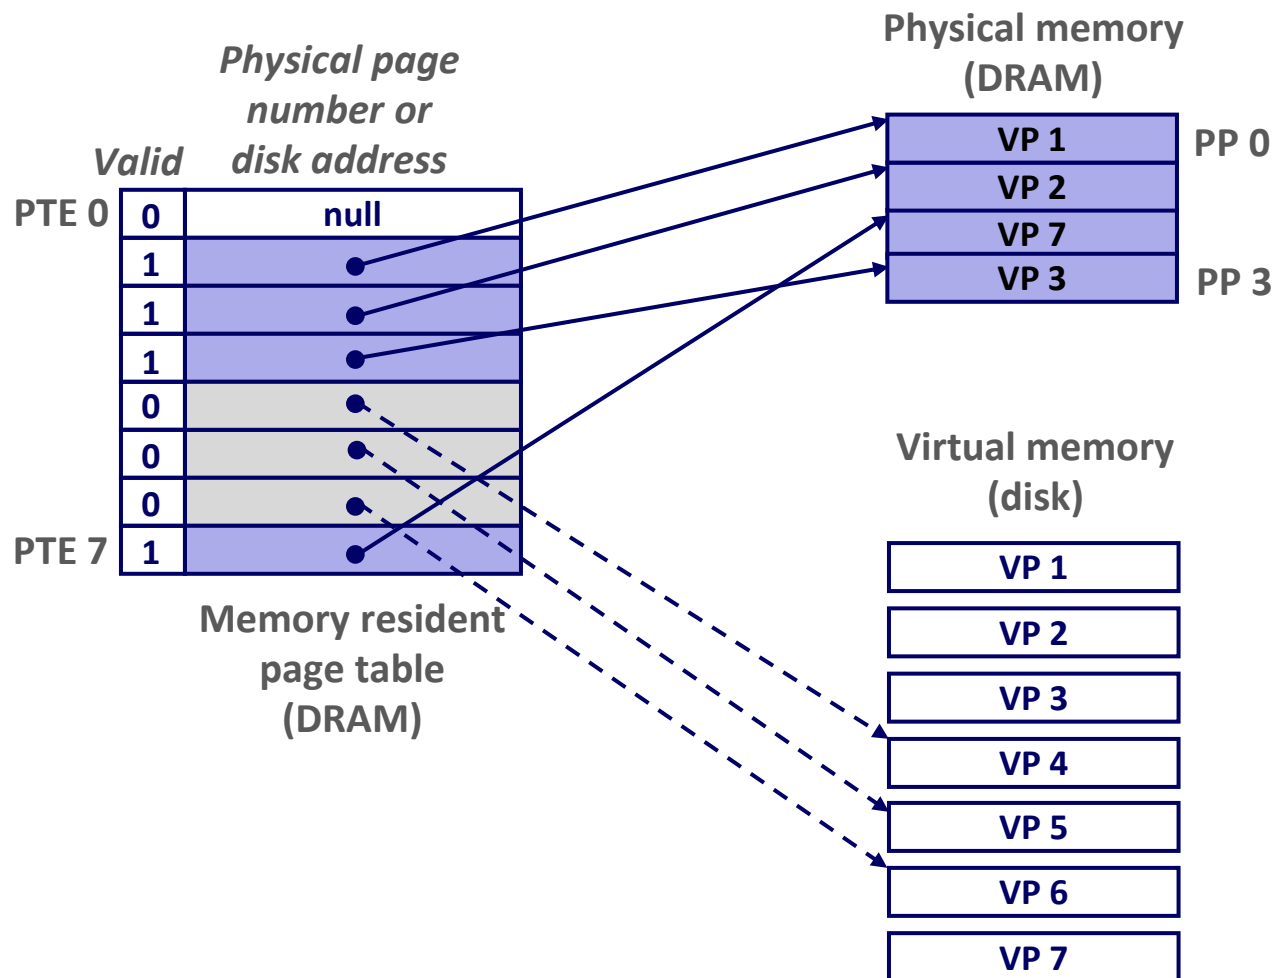 Physical page
number or
disk address
Valid
PTE 0
0
null
1
1
1
0
0
0
PTE 7
1
Memory resident
page table
(DRAM)
Physical memory
(DRAM)
VP 1
PP 0
VP 2
VP 7
VP 3
PP 3
Virtual memory
(disk)
VP 1
VP 2
VP 3
VP 4
VP 5
VP 6
VP 7